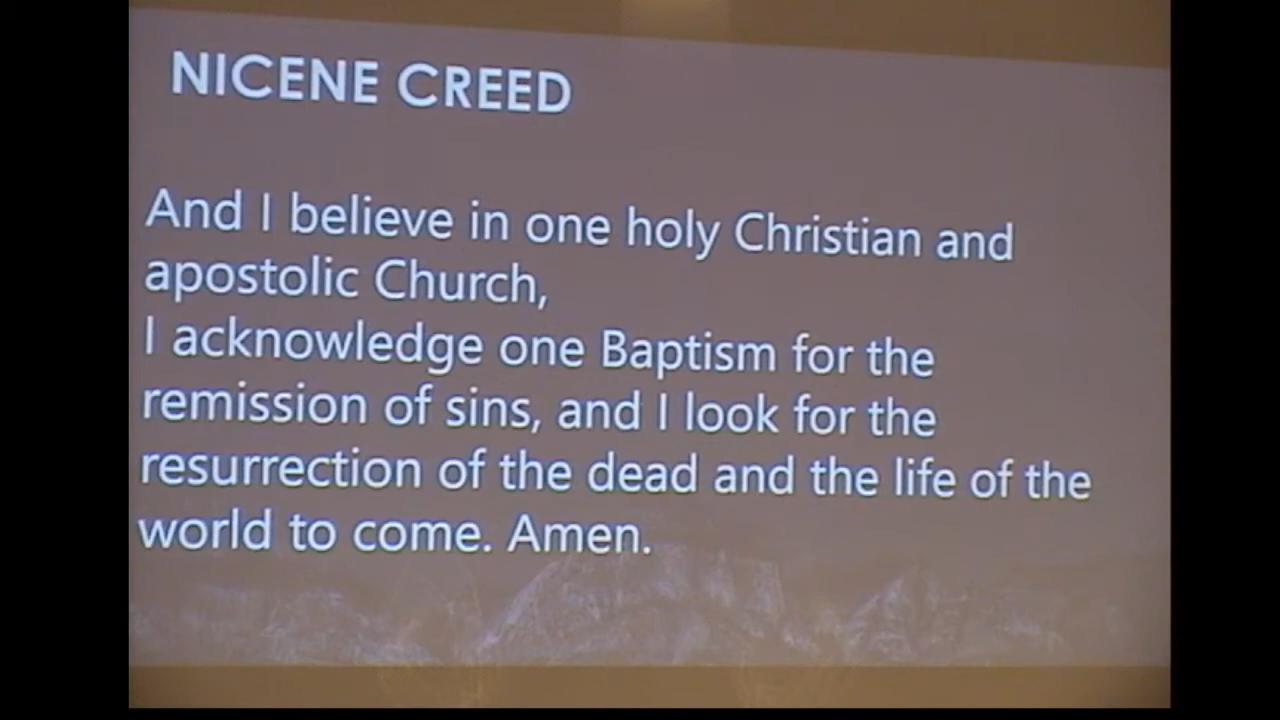 NICENE CREED
And I believe in one holy Christian and
apostolic Church,
I acknowledge one Baptism for the
remission of sins, and I look for the
resurrection of the dead and the life of the
world to come. Amen.